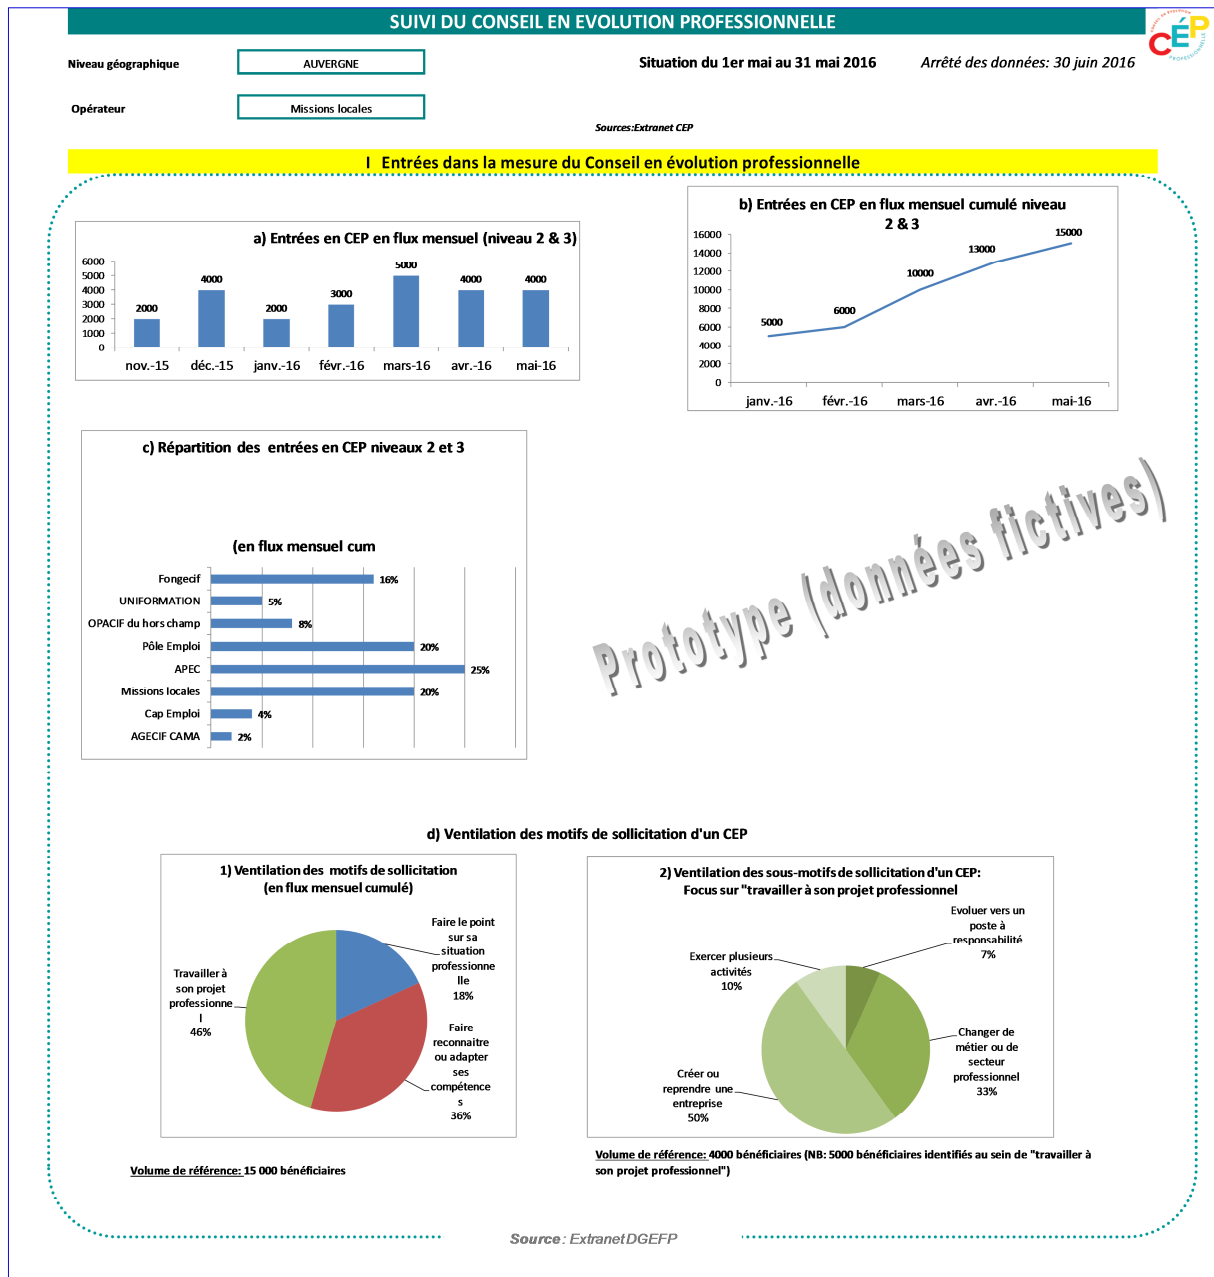 SUIVI DU CONSEIL EN EVOLUTION PROFESSIONNELLE
CONSEIL EN ÉVOLUTION
CÉP
PROFESSIONNELLE
Niveau géographique
AUVERGNE
Situation du 1er mai au 31 mai 2016
Arrêté des données: 30 juin 2016
Opérateur
Missions locales
Sources:Extranet CEP
I Entrées dans la mesure du Conseil en évolution professionnelle
a) Entrées en CEP en flux mensuel (niveau 2 & 3)
6000
5000
4000
3000
2000
1000
0
2000
4000
2000
3000
5000
4000
4000
nov.-15
déc.-15
janv.-16
févr.-16
mars-16
avr.-16
mai-16
b) Entrées en CEP en flux mensuel cumulé niveau
2 & 3
16000
14000
12000
10000
8000
6000
4000
2000
0
5000
6000
10000
13000
15000
janv.-16
févr.-16
mars-16
avr.-16
mai-16
c) Répartition des entrées en CEP niveaux 2 et 3
(en flux mensuel cum
Fongecif
16%
UNIFORMATION
5%
OPACIF du hors champ
8%
Pôle Emploi
20%
APEC
25%
Missions locales
20%
Cap Emploi
4%
AGECIF CAMA
2%
Prototype (données fictives)
d) Ventilation des motifs de sollicitation d'un CEP
1) Ventilation des motifs de sollicitation
(en flux mensuel cumulé)
Faire le point
sur sa
situation
professionne
lle
18%
Travailler à
son projet
professionne
l
46%
Faire
reconnaitre
ou adapter
ses
compétence
s
36%
Volume de référence: 15 000 bénéficiaires
2) Ventilation des sous-motifs de sollicitation d'un CEP:
Focus sur "travailler à son projet professionnel
Evoluer vers un
poste à
responsabilité
7%
Exercer plusieurs
activités
10%
Changer de
métier ou de
secteur
professionnel
33%
Créer ou
reprendre une
entreprise
50%
Volume de référence: 4000 bénéficiaires (NB: 5000 bénéficiaires identifiés au sein de "travailler à
son projet professionnel")
Source : Extranet DGEFP